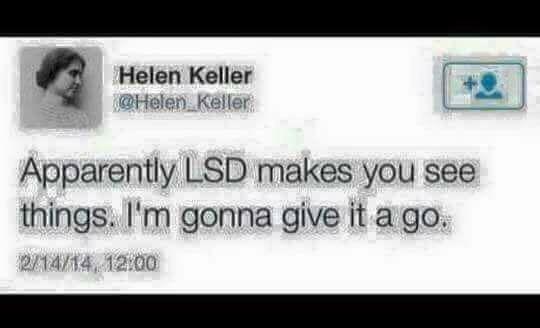 Helen Keller
@Helen_Keller
Apparently LSD makes you see
things. I'm gonna give it a go.
2/14/14, 12:00